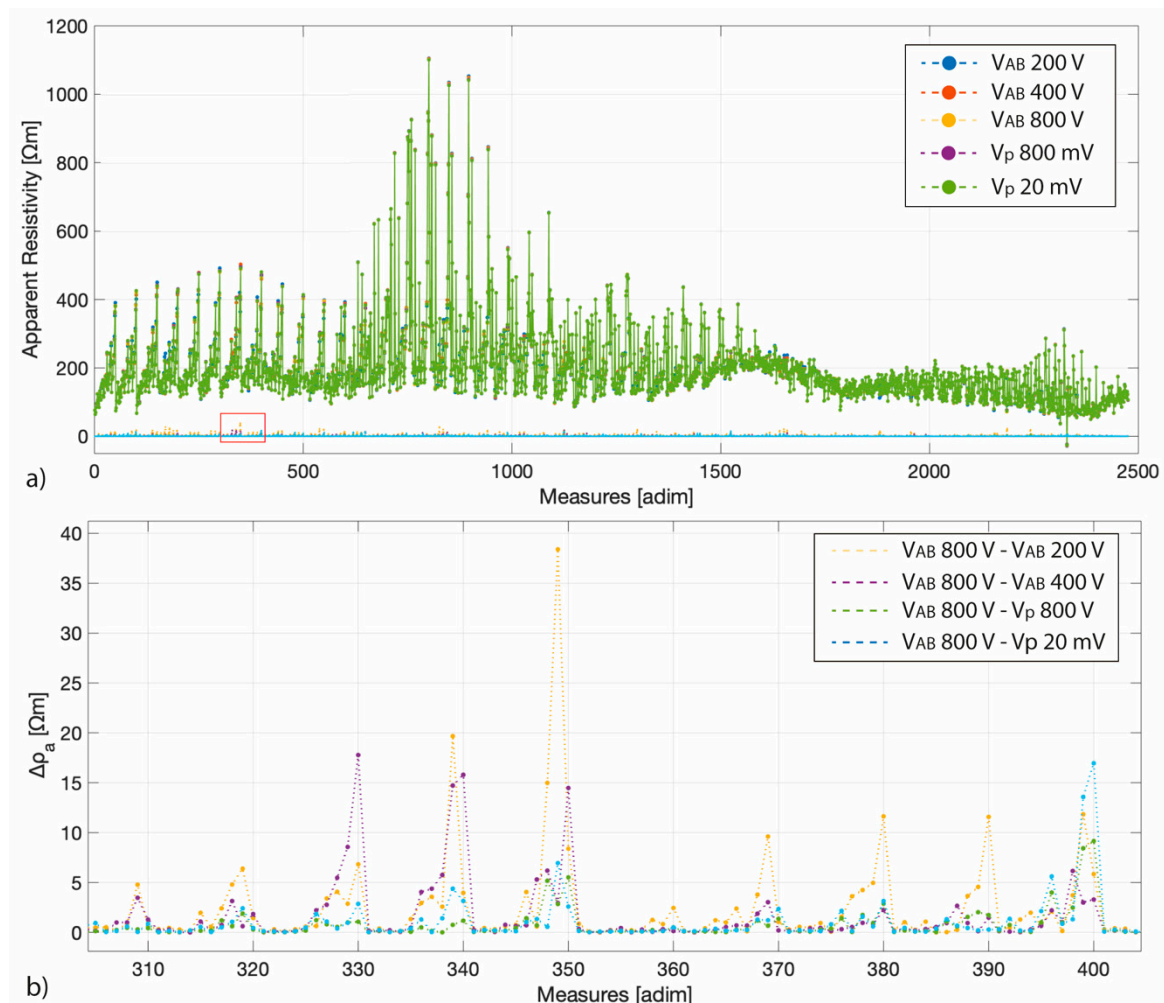 1200
1000
800
600
400
200
0
Apparent Resistivity [Ωm]
VAB 200 V
VAB 400 V
VAB 800 V
Vp 800 mV
Vp 20 mV
0 500 1000 1500 2000 2500
Measures [adim]
a)
40
35
30
25
20
15
10
5
0
Δρa [Ωm]
VAB 800 V - VAB 200 V
VAB 800 V - VAB 400 V
VAB 800 V - Vp 800 V
VAB 800 V - Vp 20 mV
310 320 330 340 350 360 370 380 390 400
Measures [adim]
b)